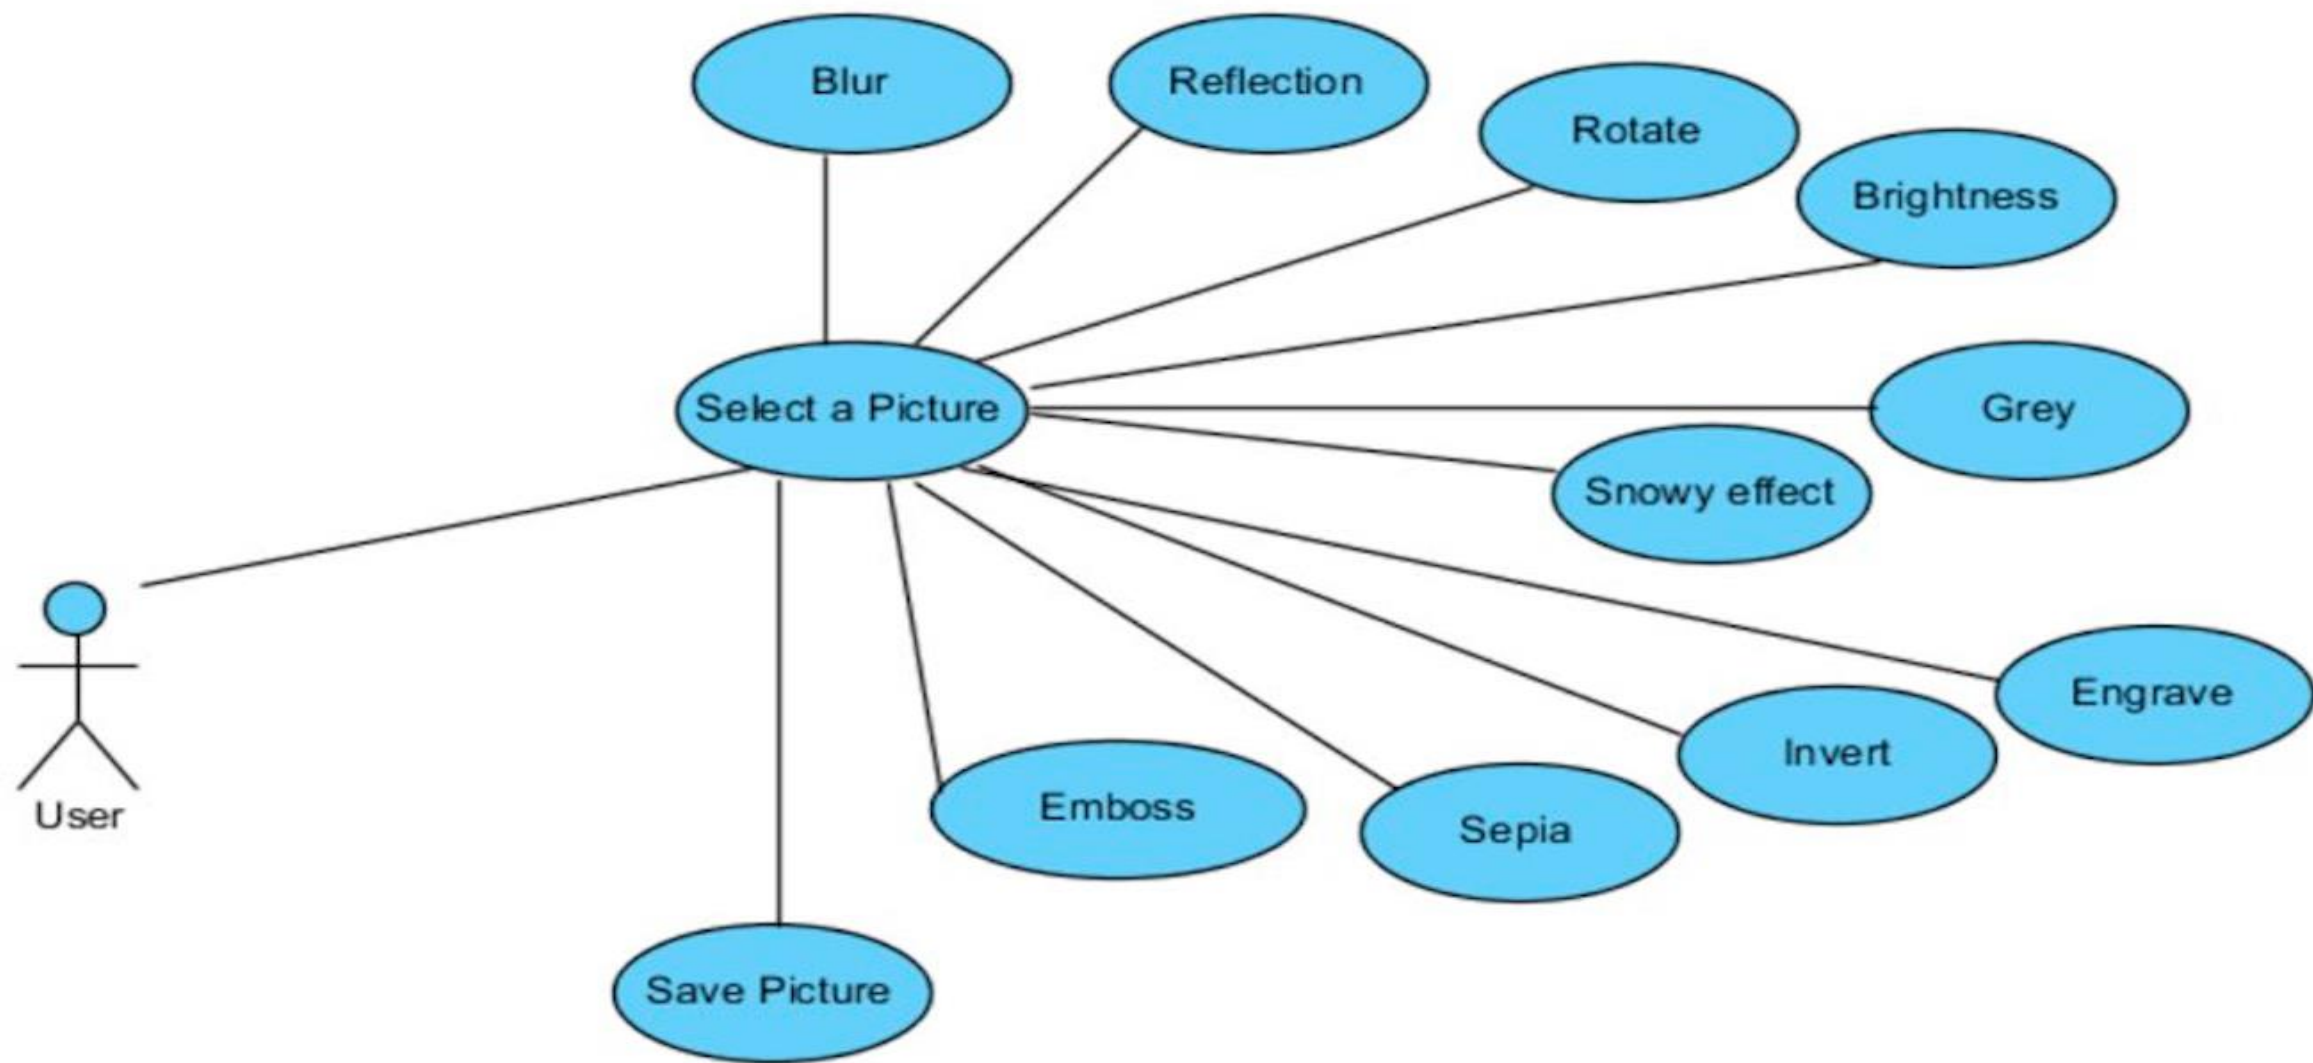 Blur
Reflection
Rotate
Brightness
Select a Picture
Grey
Snowy effect
Engrave
Invert
Emboss
Sepia
User
Save Picture